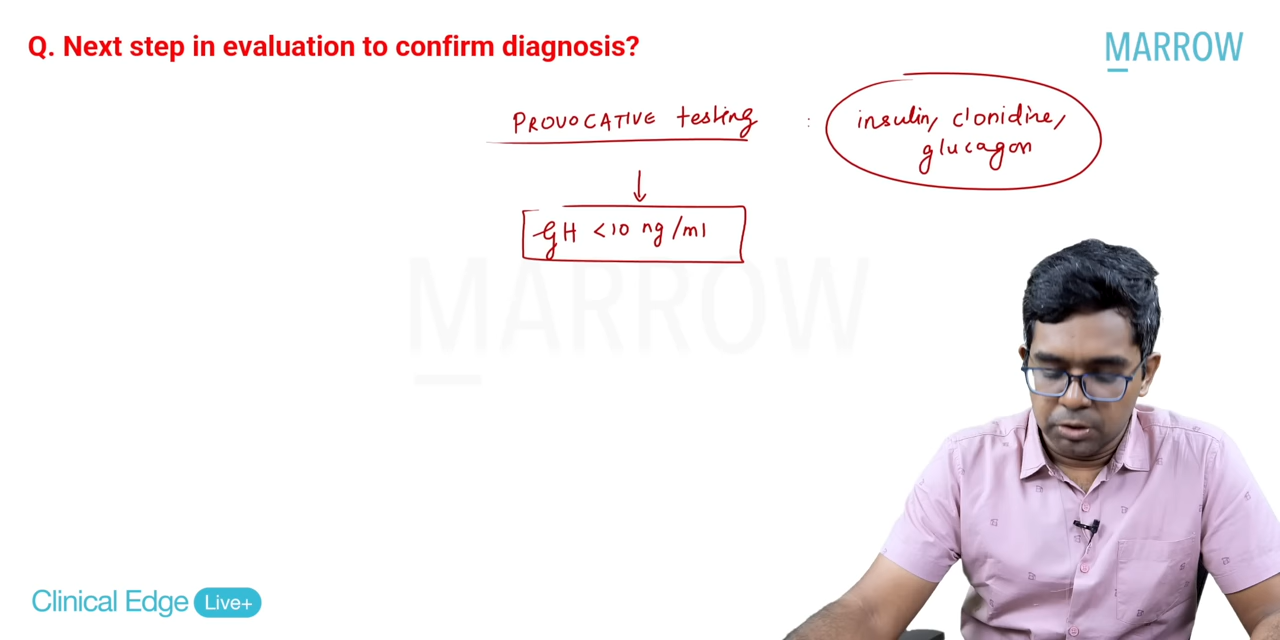 Q. Next step in evaluation to confirm diagnosis?
MARROW
PROVOCATIVE testing : insulin, clonidine,
glucagon
↓
GH <10 ng/ml
MARROW
Clinical Edge Live+